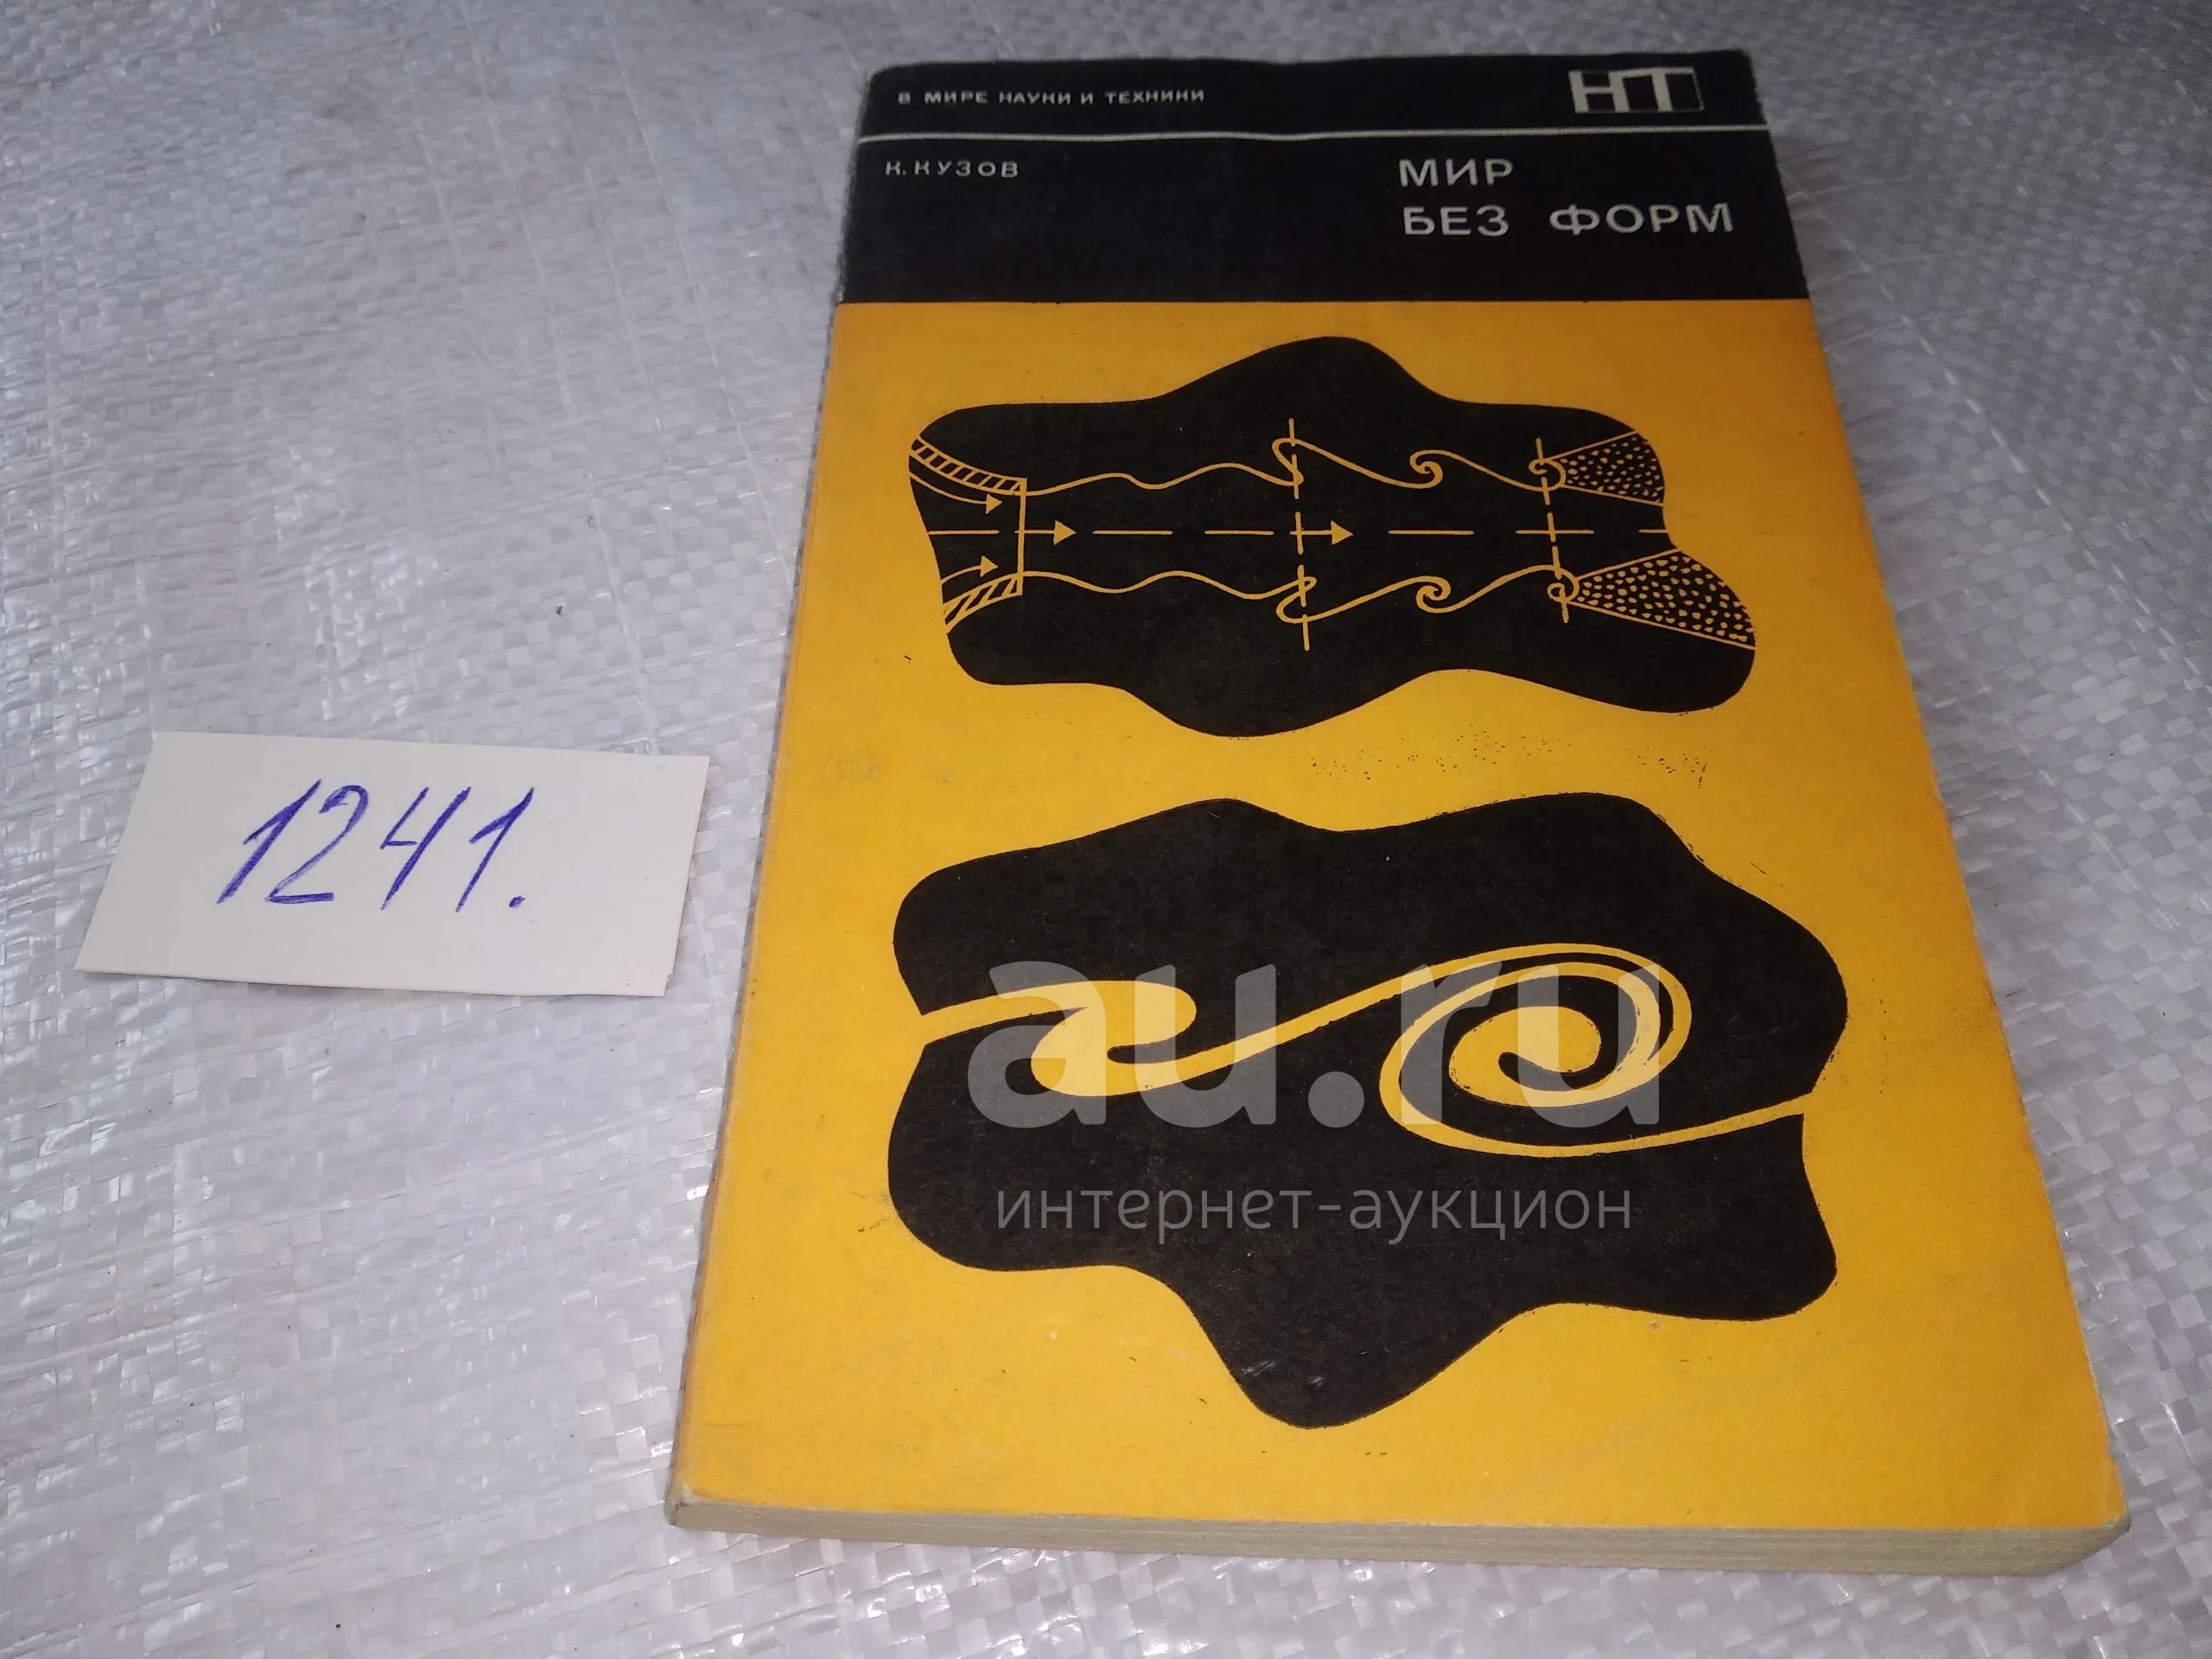 В МИРЕ НАУКИ И ТЕХНИКИ
НТ
К. КУЗОВ
МИР
БЕЗ ФОРМ
1241.
au.ru
интернет-аукцион